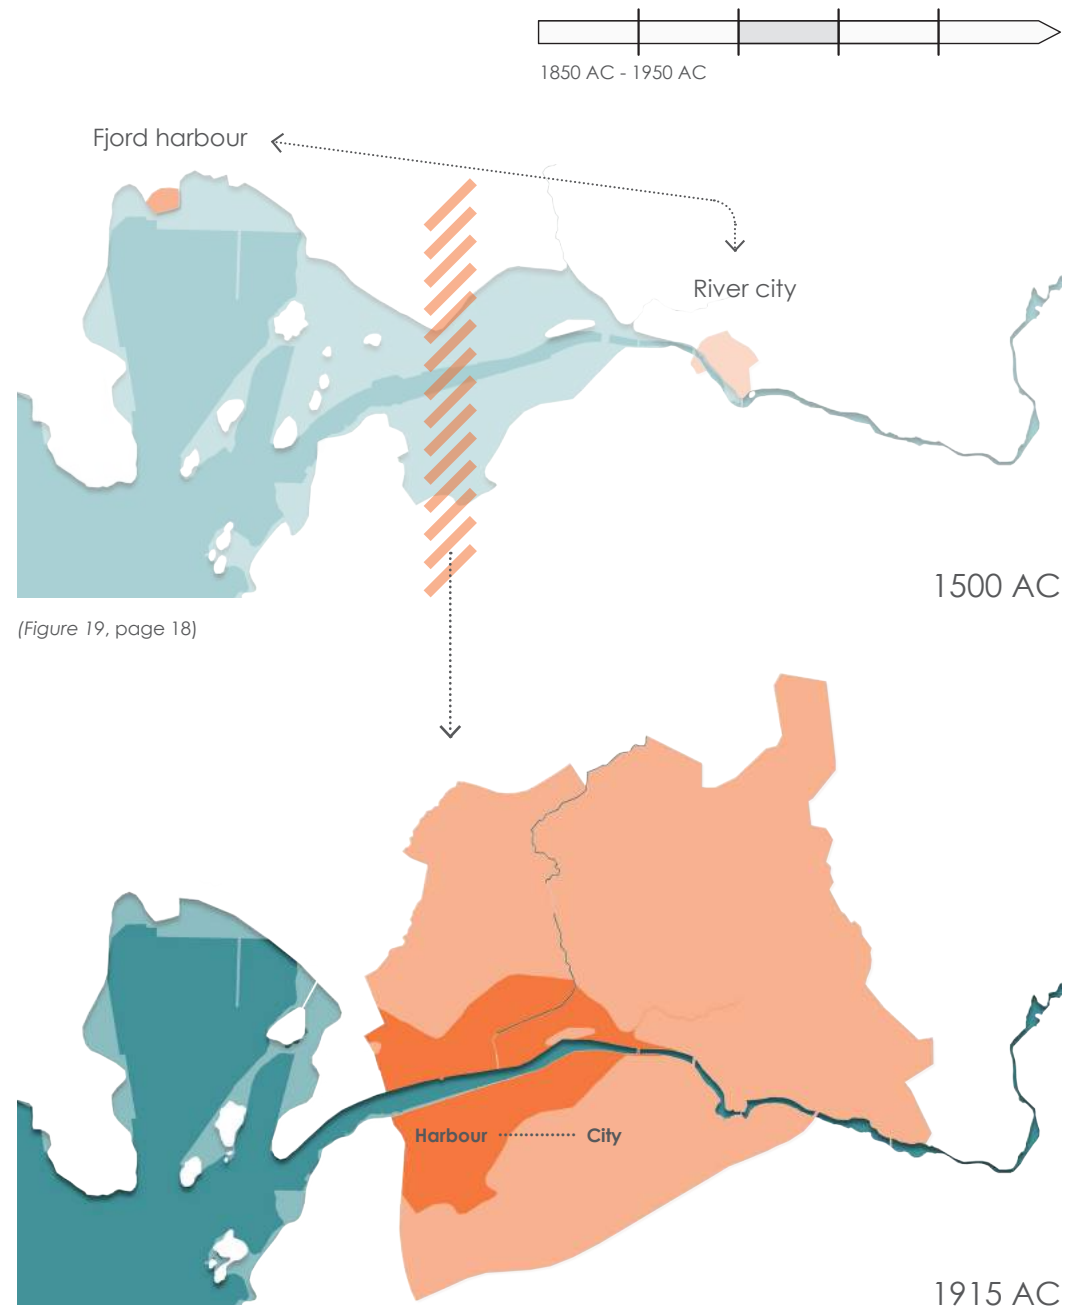 1850 AC - 1950 AC
Fjord harbour
River city
1500 AC
(Figure 19, page 18)
Harbour
City
1915 AC